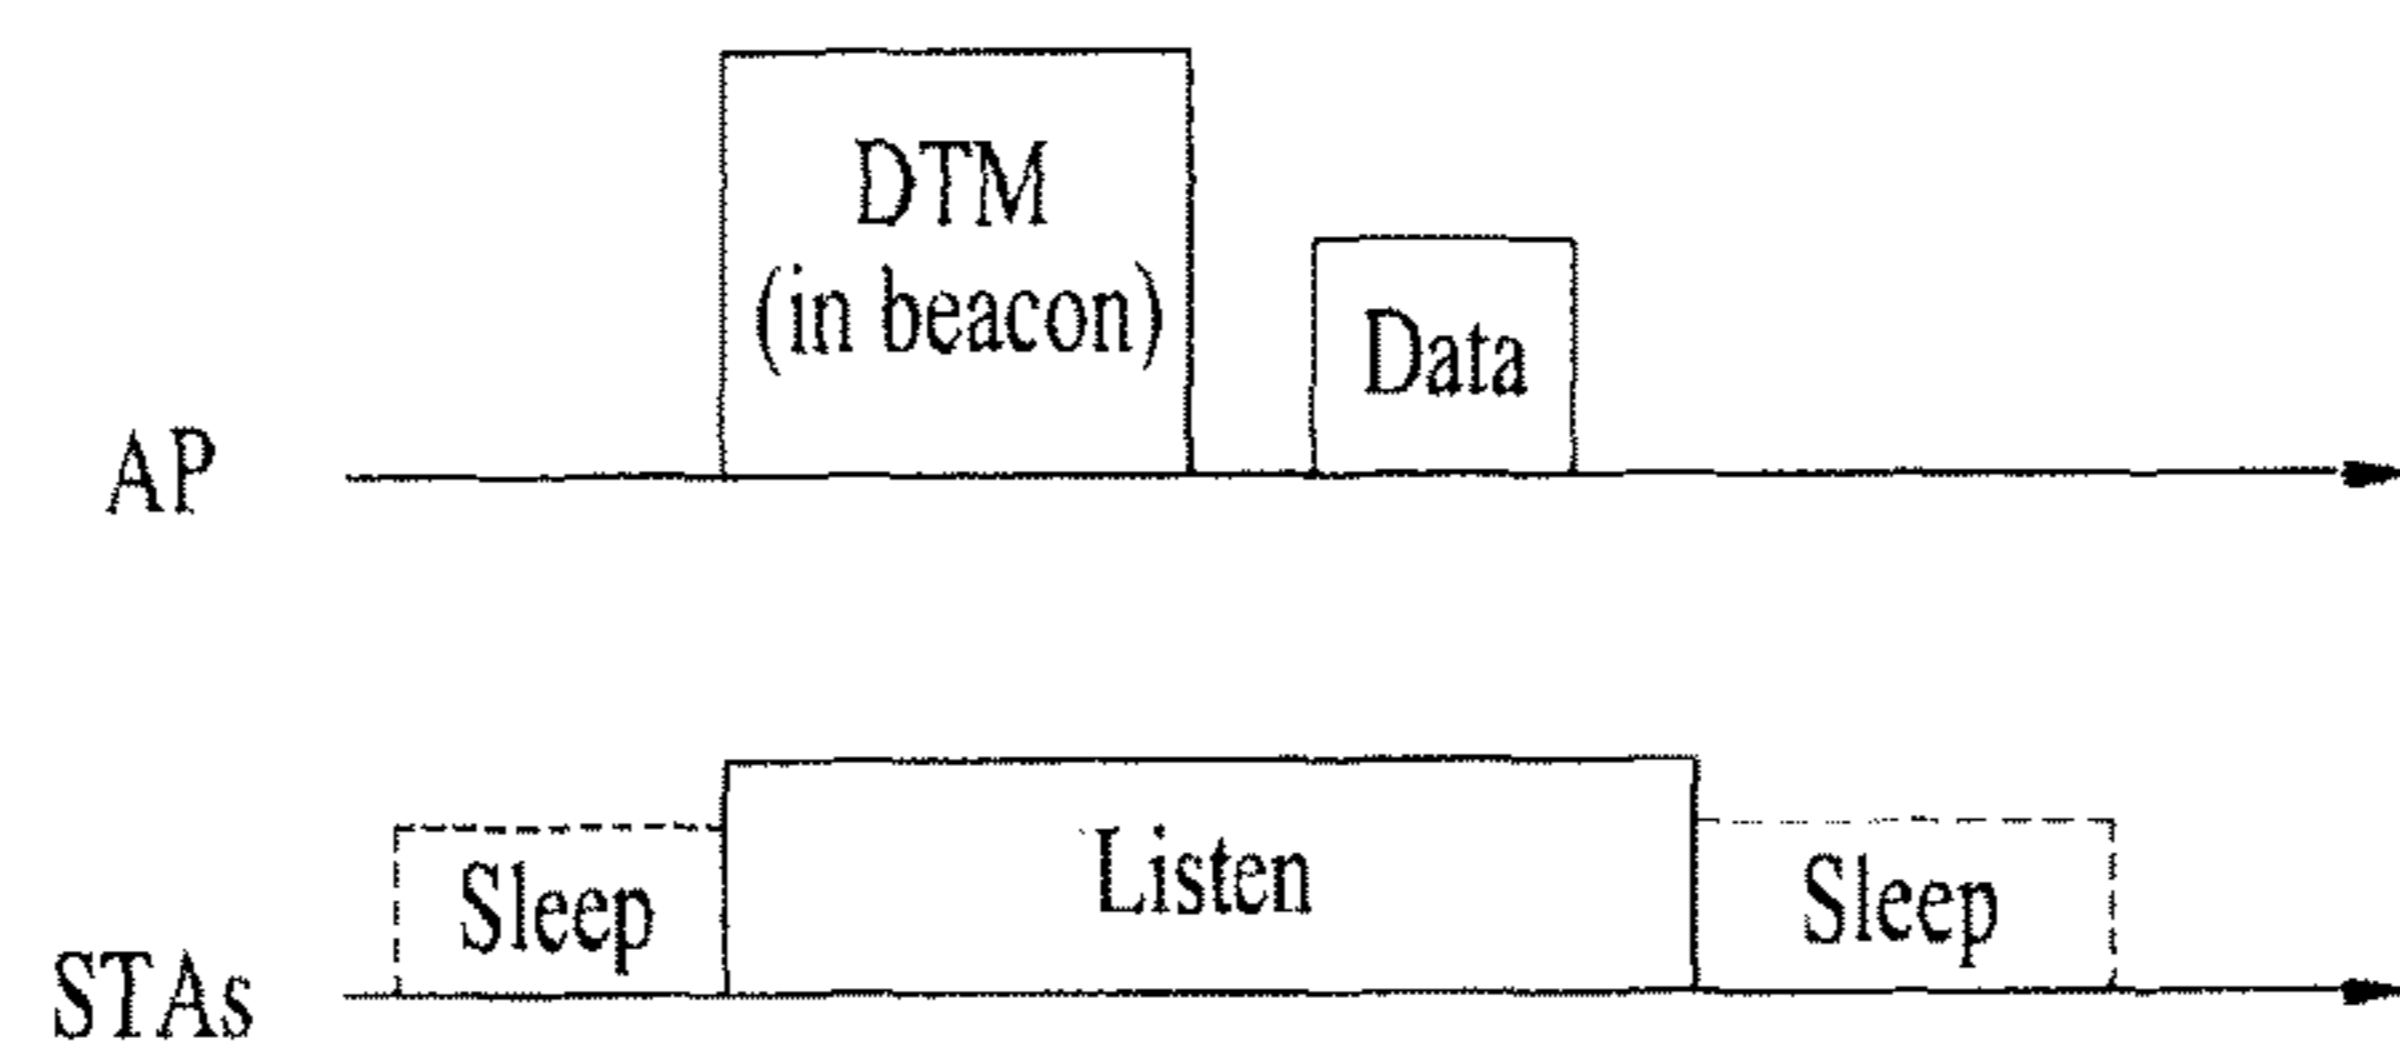 DTM
(in beacon)
Data
AP
Listen
Sleep
Sleep
STAs